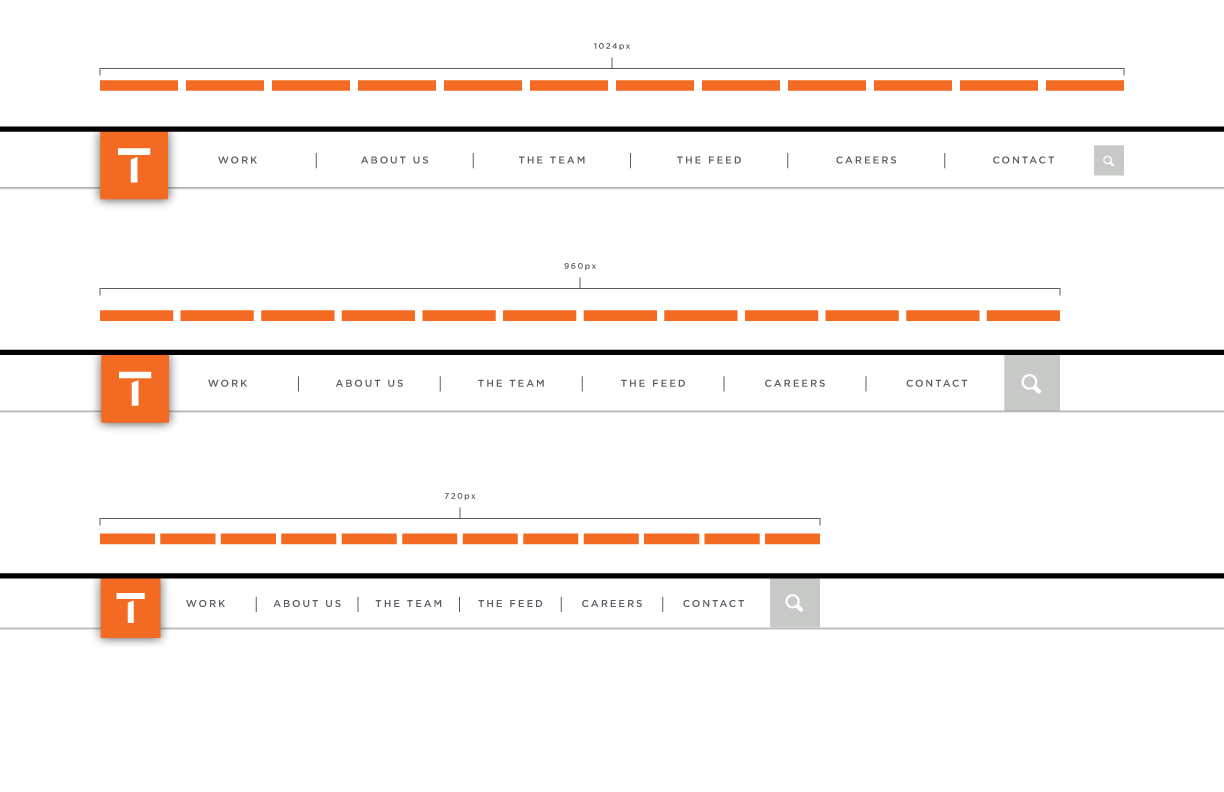 1024px
T WORK ABOUT US THE TEAM THE FEED CAREERS CONTACT
960px
T WORK ABOUT US THE TEAM THE FEED CAREERS CONTACT
720px
T WORK ABOUT US THE TEAM THE FEED CAREERS CONTACT